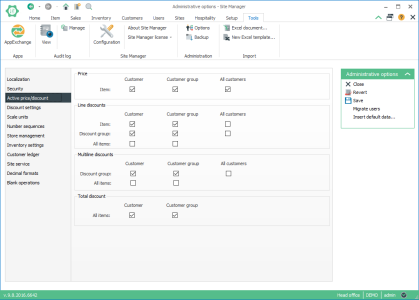 Administrative options - Site Manager
Home Item Sales Inventory Customers Users Sites Hospitality Setup Tools
AppExchange
View
Manage
Configuration
About Site Manager
Site Manager license
Options
Backup
Excel document...
New Excel template...
Apps Audit log Site Manager Administration Import
Localization
Security
Active price/discount
Discount settings
Scale units
Number sequences
Store management
Inventory settings
Customer ledger
Site service
Decimal formats
Blank operations
Price
Customer Customer group All customers
Item:
Line discounts
Customer Customer group All customers
Item:
Discount group:
All items:
Multiline discounts
Customer Customer group All customers
Discount group:
All items:
Total discount
Customer Customer group
All items:
Administrative options
Close
Revert
Save
Migrate users
Insert default data...
Head office DEMO admin